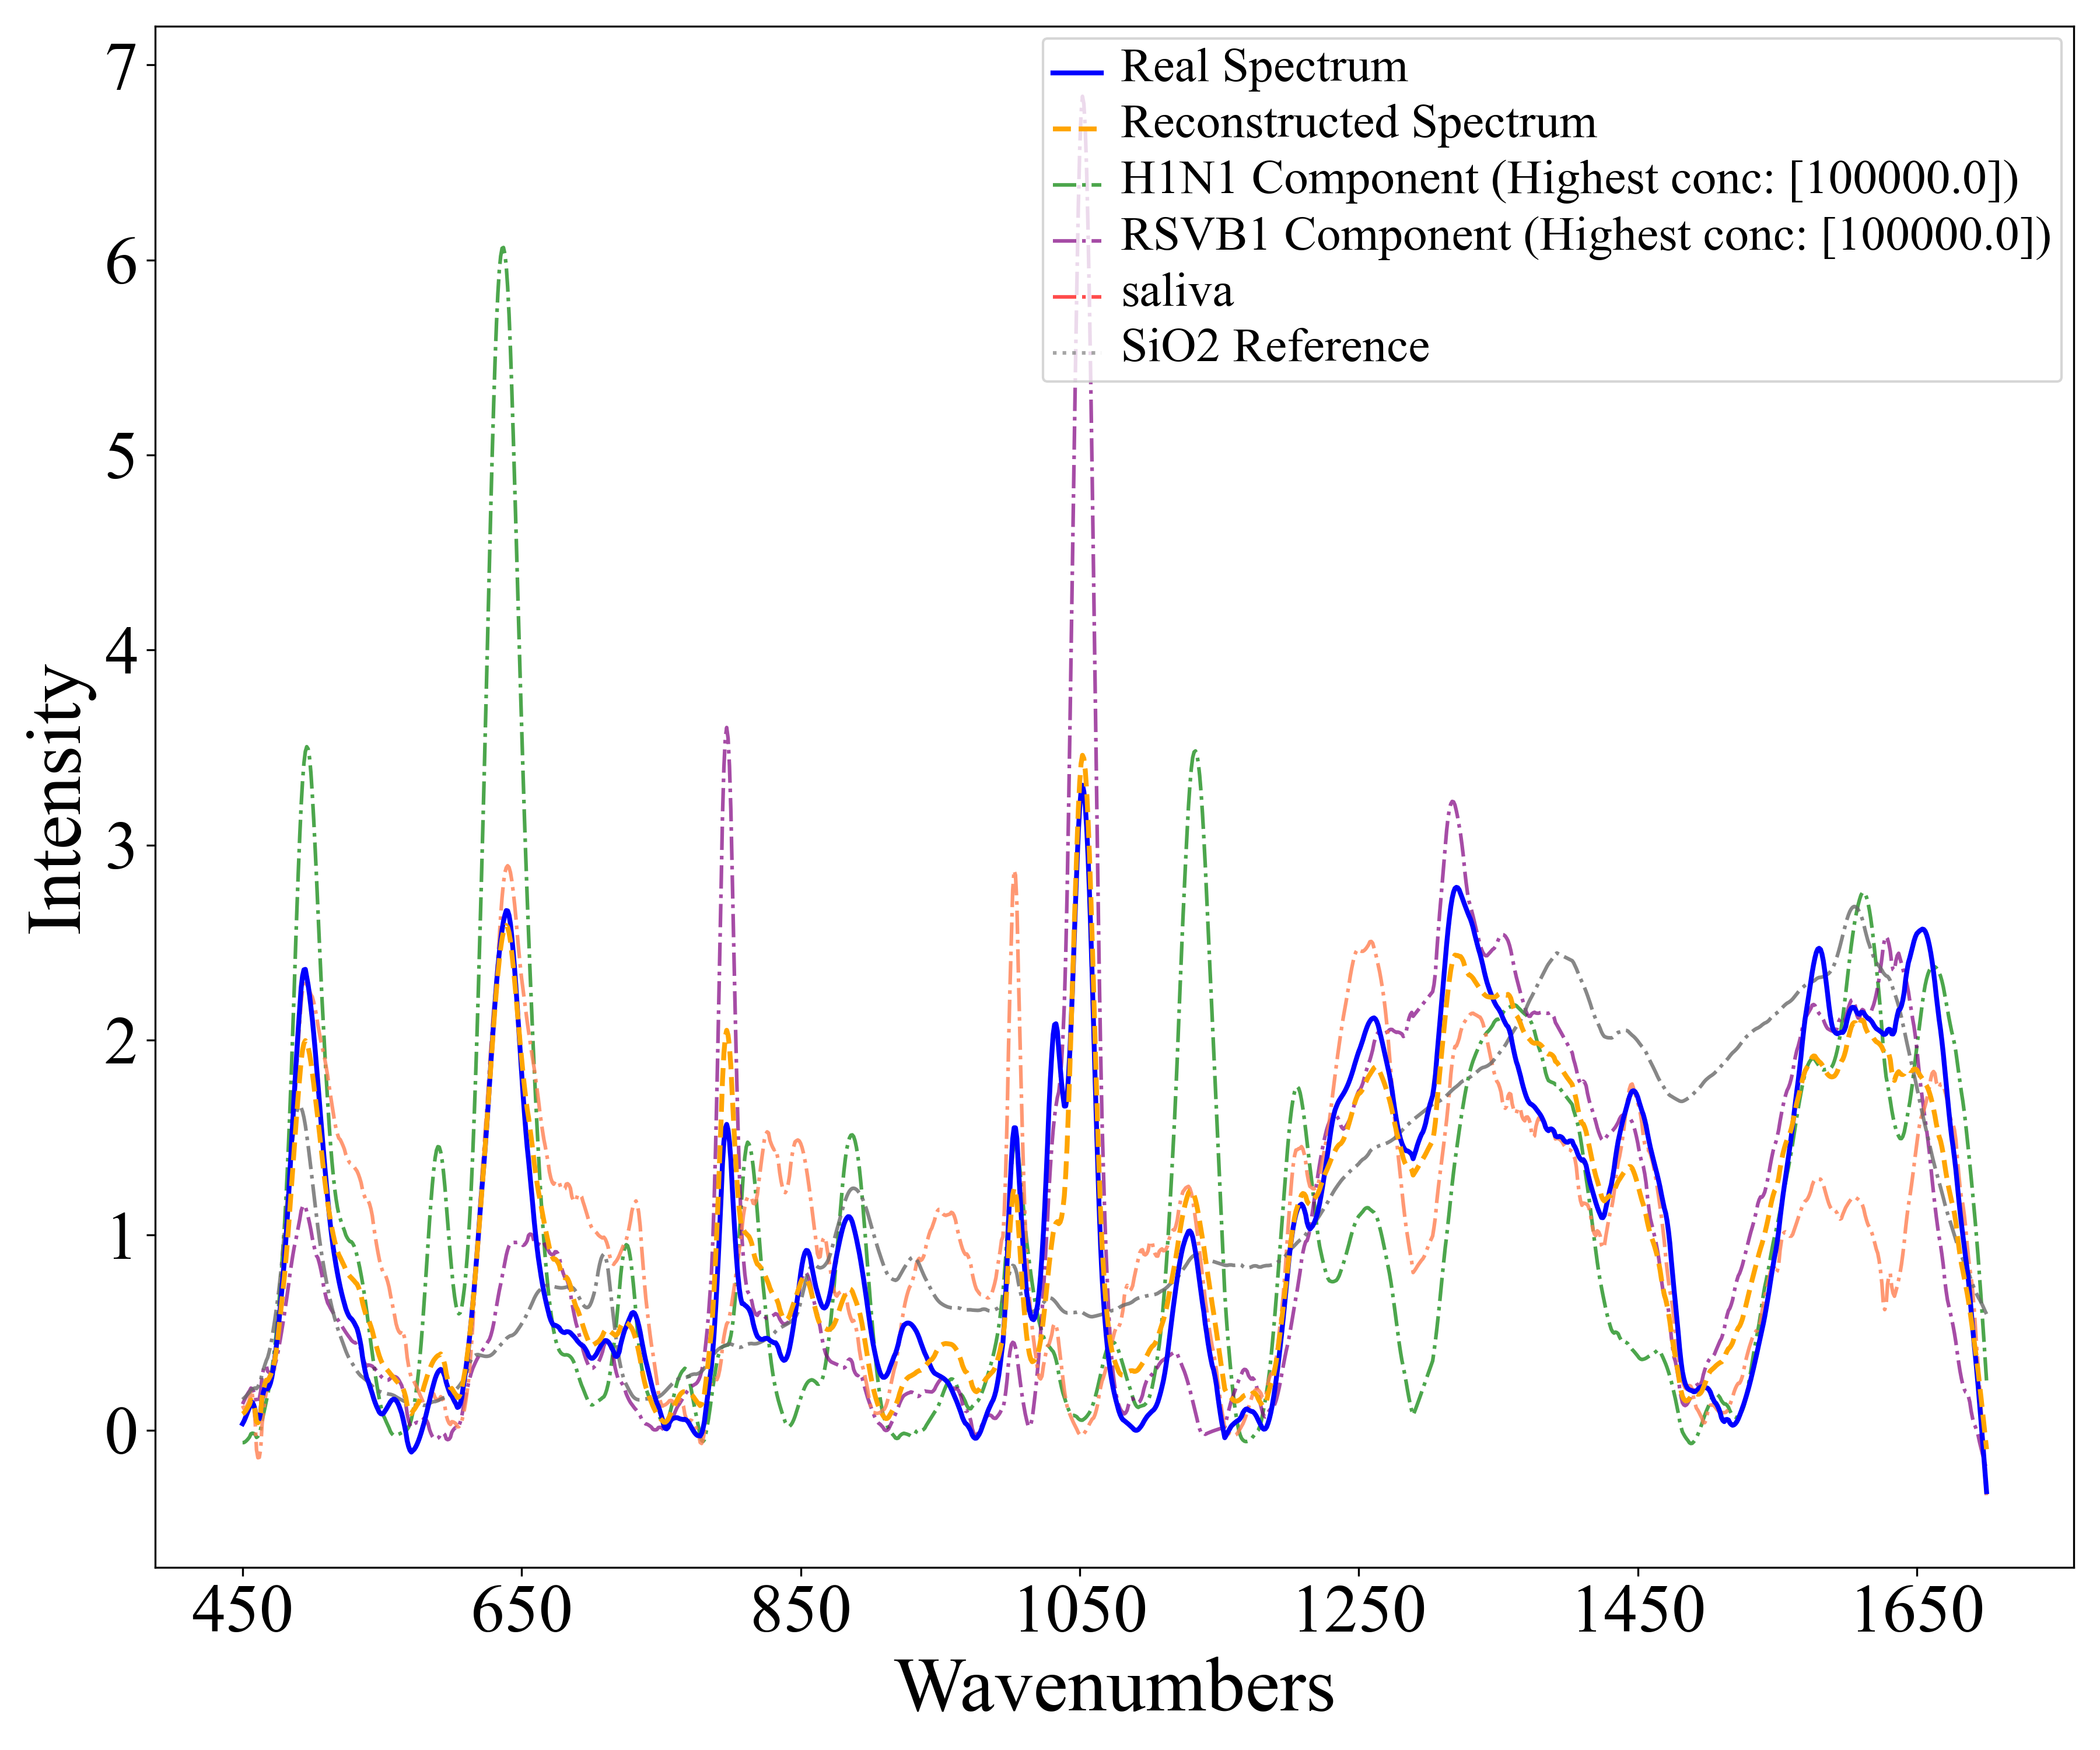 Real Spectrum
Reconstructed Spectrum
H1N1 Component (Highest conc: [100000.0])
RSVB1 Component (Highest conc: [100000.0])
saliva
SiO2 Reference
Intensity
7
6
5
4
3
2
1
0
450 650 850 1050 1250 1450 1650
Wavenumbers